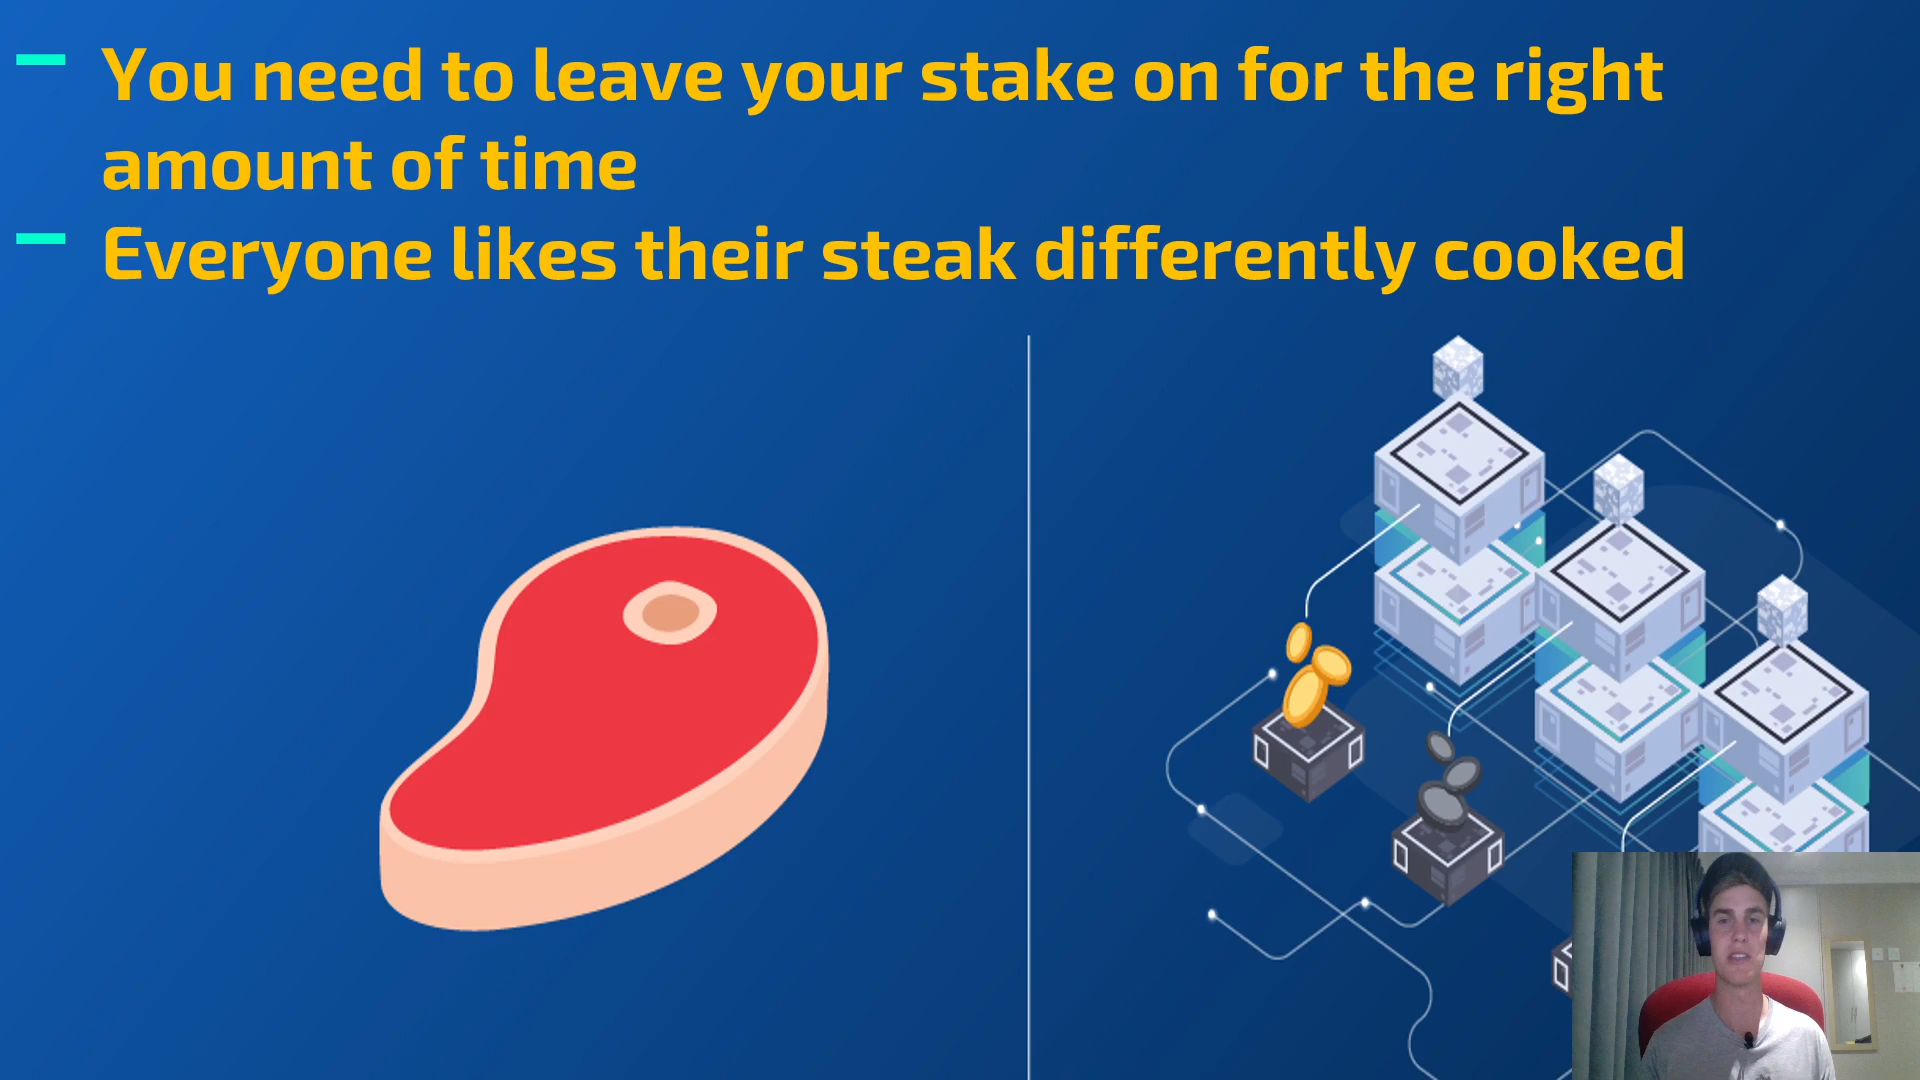 You need to leave your stake on for the right
amount of time
Everyone likes their steak differently cooked